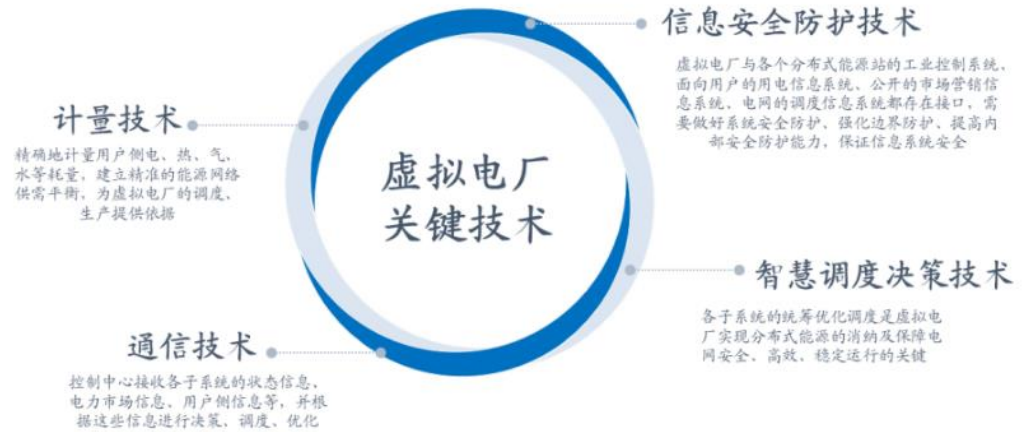 信息安全防护技术
虚拟电厂与各个分布式能源站的工业控制系统、
面向用户的用电信息系统、公开的市场营销信
息系统、电网的调度信息系统都存在接口，需
要做好系统安全防护、强化边界防护、提高内
部安全防护能力，保证信息系统安全
计量技术
精确地计量用户侧电、热、气、
水等耗量，建立精准的能源网络
供需平衡，为虚拟电厂的调度、
生产提供依据
虚拟电厂
关键技术
智慧调度决策技术
各子系统的统筹优化调度是虚拟电
厂实现分布式能源的消纳及保障电
网安全、高效、稳定运行的关键
通信技术
控制中心接收各子系统的状态信息、
电力市场信息、用户侧信息等，并根
据这些信息进行决策、调度、优化